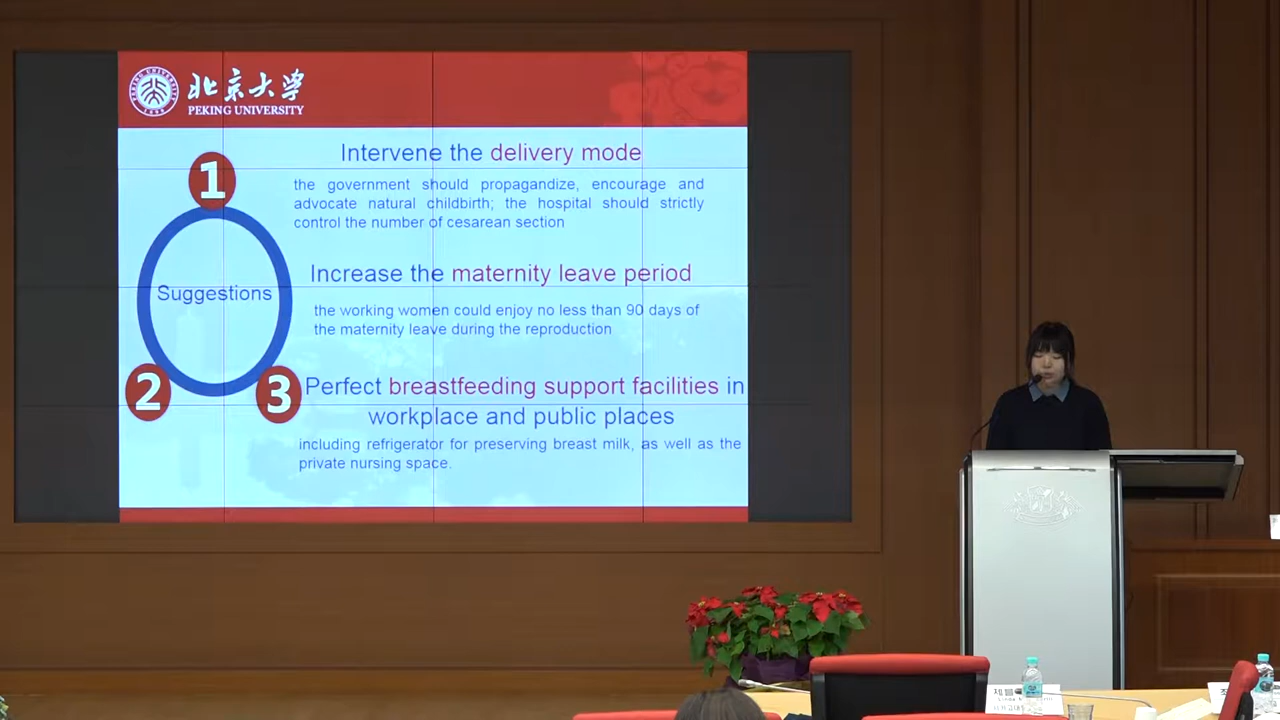 北京大学
PEKING UNIVERSITY
1
Intervene the delivery mode
the government should propagandize, encourage and
advocate natural childbirth; the hospital should strictly
control the number of cesarean section
Suggestions
Increase the maternity leave period
the working women could enjoy no less than 90 days of
the maternity leave during the reproduction
2
3
Perfect breastfeeding support facilities in
workplace and public places
including refrigerator for preserving breast milk, as well as the
private nursing space.